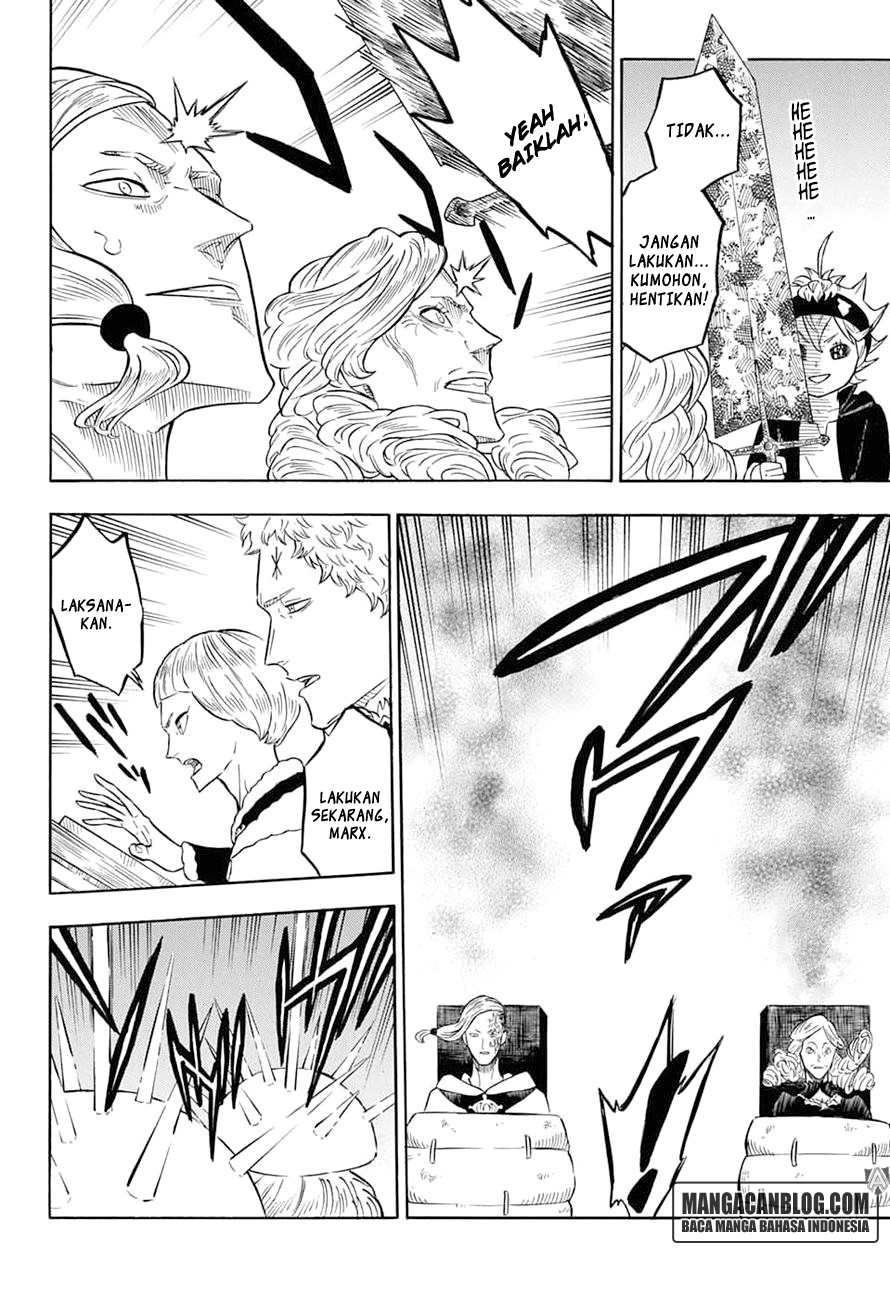 HE
HE
HE
HE
HE
...
TIDAK...
JANGAN
LAKUKAN...
KUMOHON,
HENTIKAN!
YEAH
BAIKLAH!
LAKUKAN
SEKARANG,
MARX.
LAKSANA-
KAN.
MANGACANBLOG.COM
BACA MANGA BAHASA INDONESIA